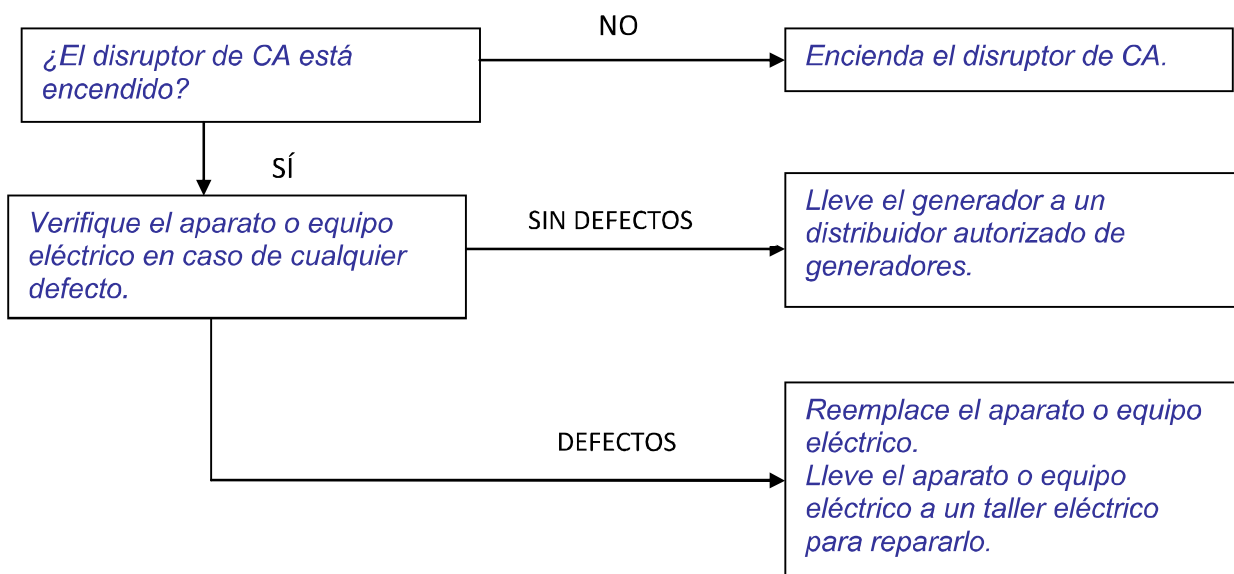 NO
¿El disruptor de CA está
encendido?
Encienda el disruptor de CA.
SÍ
Verifique el aparato o equipo
eléctrico en caso de cualquier
defecto.
SIN DEFECTOS
Lleve el generador a un
distribuidor autorizado de
generadores.
DEFECTOS
Reemplace el aparato o equipo
eléctrico.
Lleve el aparato o equipo
eléctrico a un taller eléctrico
para repararlo.